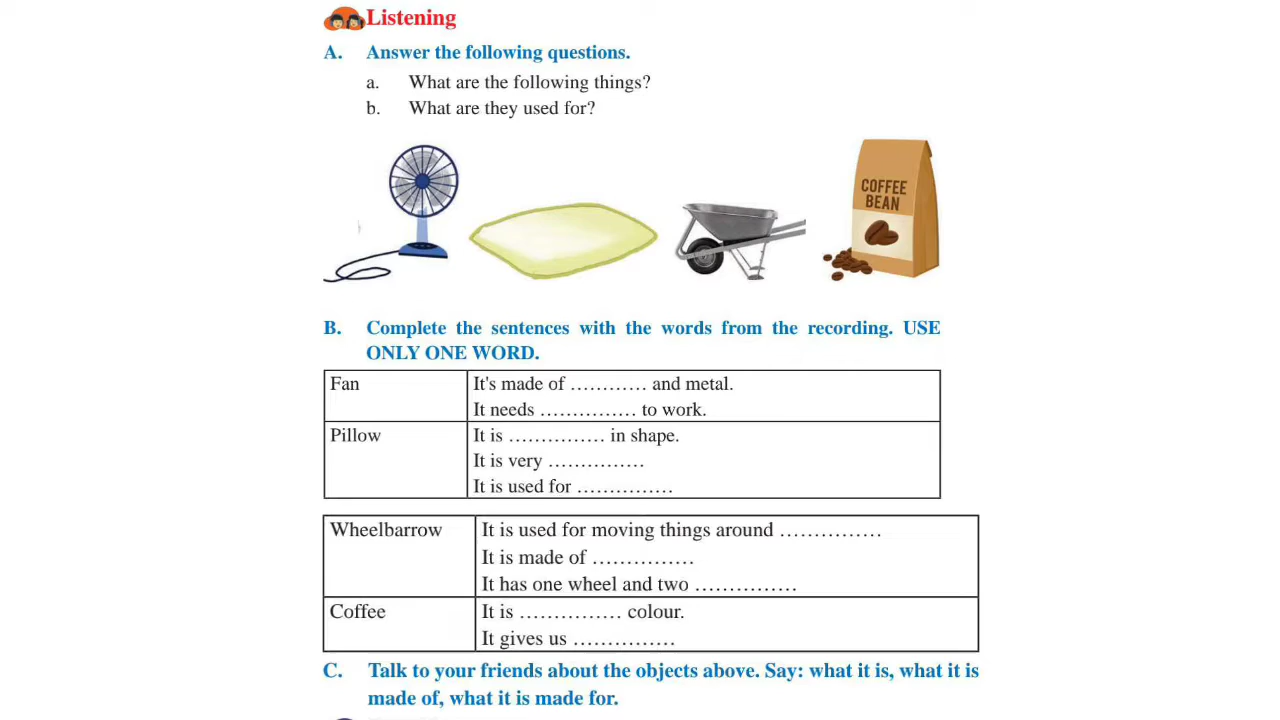 Listening
A. Answer the following questions.
a. What are the following things?
b. What are they used for?
COFFEE
BEAN
B. Complete the sentences with the words from the recording. USE
ONLY ONE WORD.
Fan It's made of ………… and metal.
It needs …………… to work.
Pillow It is …………… in shape.
It is very ……………
It is used for ……………
Wheelbarrow It is used for moving things around ……………
It is made of ……………
It has one wheel and two ……………
Coffee It is …………… colour.
It gives us ……………
C. Talk to your friends about the objects above. Say: what it is, what it is
made of, what it is made for.